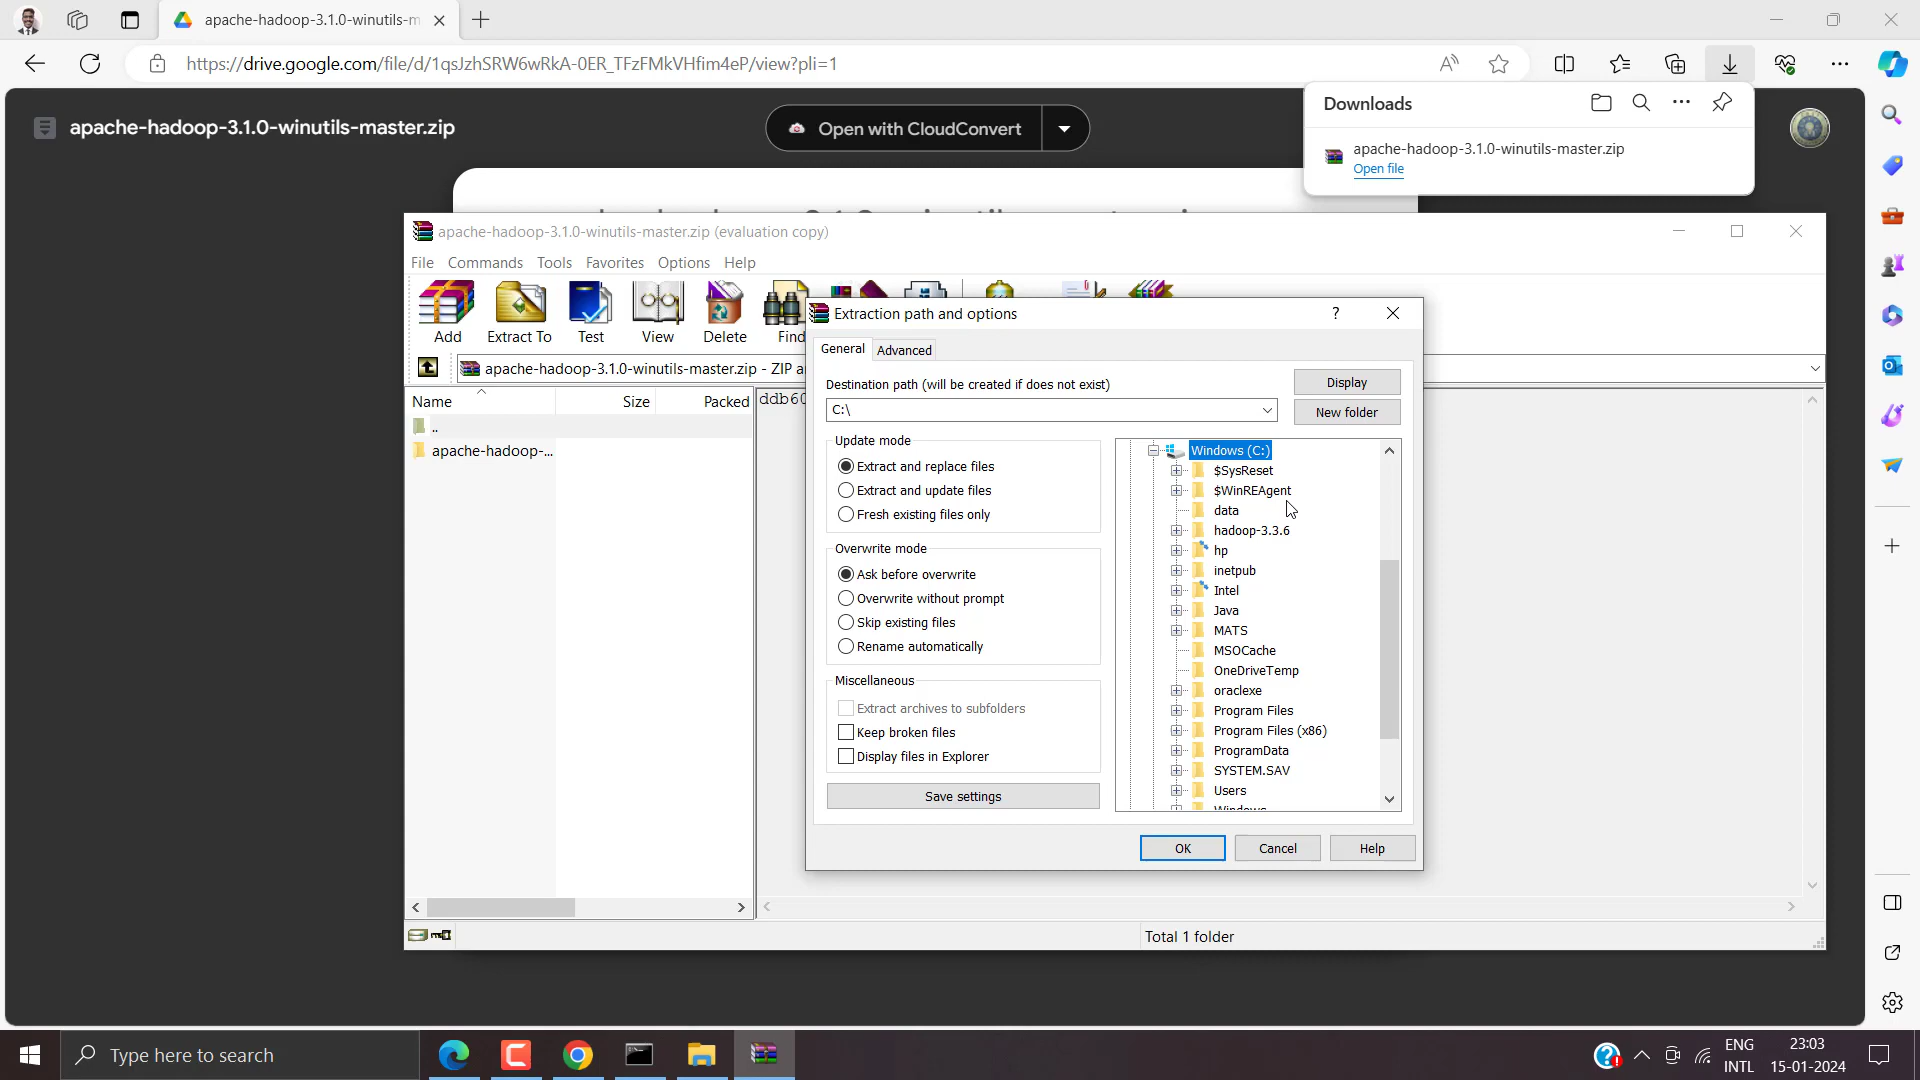 apache-hadoop-3.1.0-winutils-m
https://drive.google.com/file/d/1qsJzhSRW6wRkA-0ER_TFzFMkVHfim4eP/view?pli=1
apache-hadoop-3.1.0-winutils-master.zip
Open with CloudConvert
Downloads
apache-hadoop-3.1.0-winutils-master.zip
Open file
apache-hadoop-3.1.0-winutils-master.zip (evaluation copy)
File Commands Tools Favorites Options Help
Add Extract To Test View Delete Find
apache-hadoop-3.1.0-winutils-master.zip - ZIP a
Name Size Packed
ddb60
..
apache-hadoop-...
Extraction path and options
General Advanced
Destination path (will be created if does not exist)
C:\
Display
New folder
Update mode
Extract and replace files
Extract and update files
Fresh existing files only
Overwrite mode
Ask before overwrite
Overwrite without prompt
Skip existing files
Rename automatically
Miscellaneous
Extract archives to subfolders
Keep broken files
Display files in Explorer
Save settings
Windows (C:)
$SysReset
$WinREAgent
data
hadoop-3.3.6
hp
inetpub
Intel
Java
MATS
MSOCache
OneDriveTemp
oraclexe
Program Files
Program Files (x86)
ProgramData
SYSTEM.SAV
Users
Windows
OK Cancel Help
Total 1 folder
Type here to search
ENG
INTL
23:03
15-01-2024